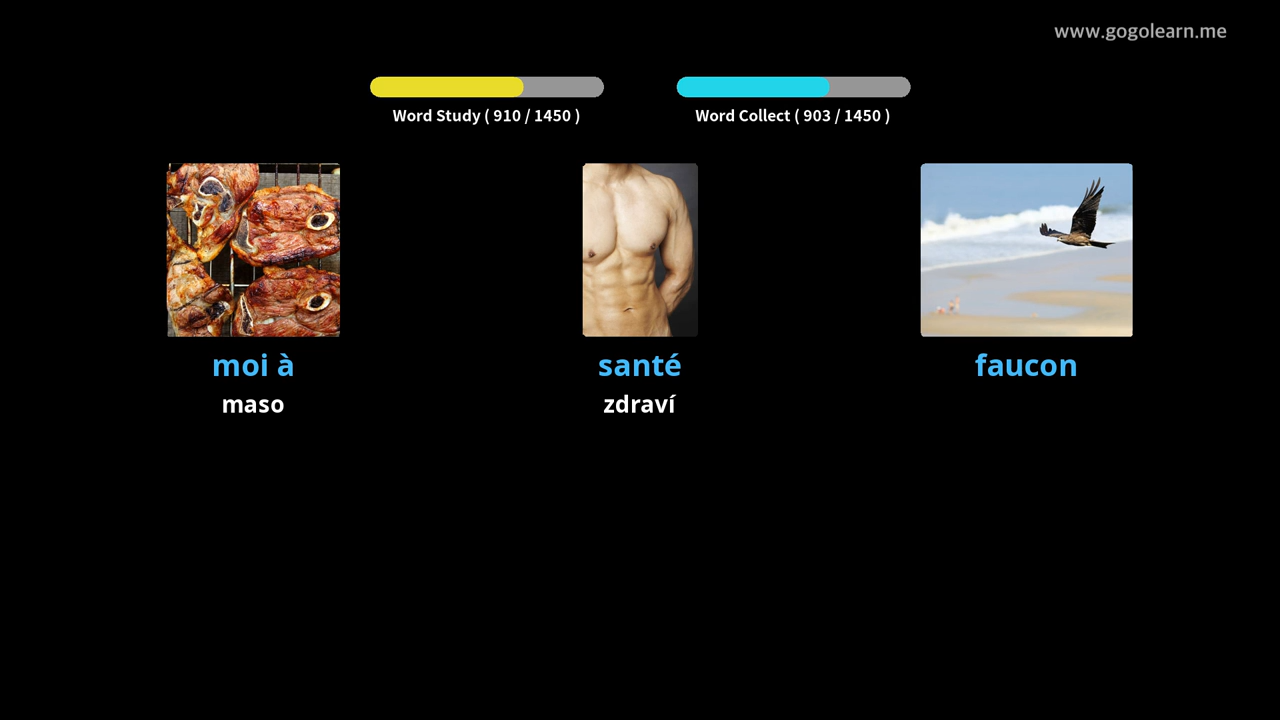 www.gogolearn.me
Word Study ( 910 / 1450 )
Word Collect ( 903 / 1450 )
moi à
maso
santé
zdraví
faucon